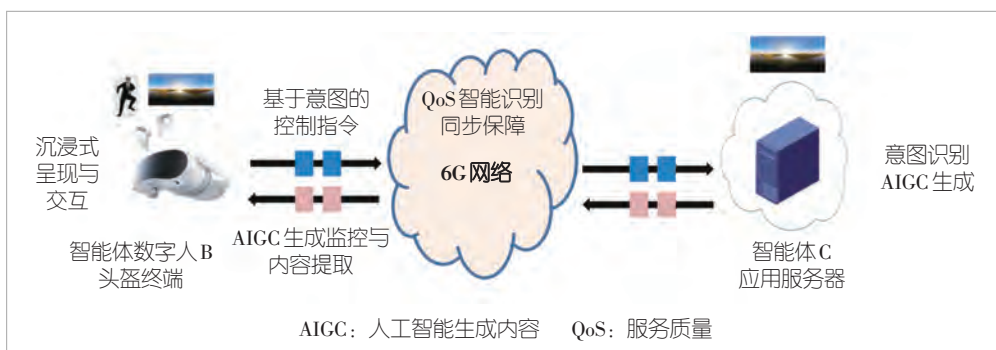 沉浸式
呈现与
交互
智能体数字人B
头盔终端
基于意图的
控制指令
AIGC生成监控与
内容提取
QoS智能识别
同步保障
6G网络
智能体C
应用服务器
意图识别
AIGC生成
AIGC：人工智能生成内容 QoS：服务质量